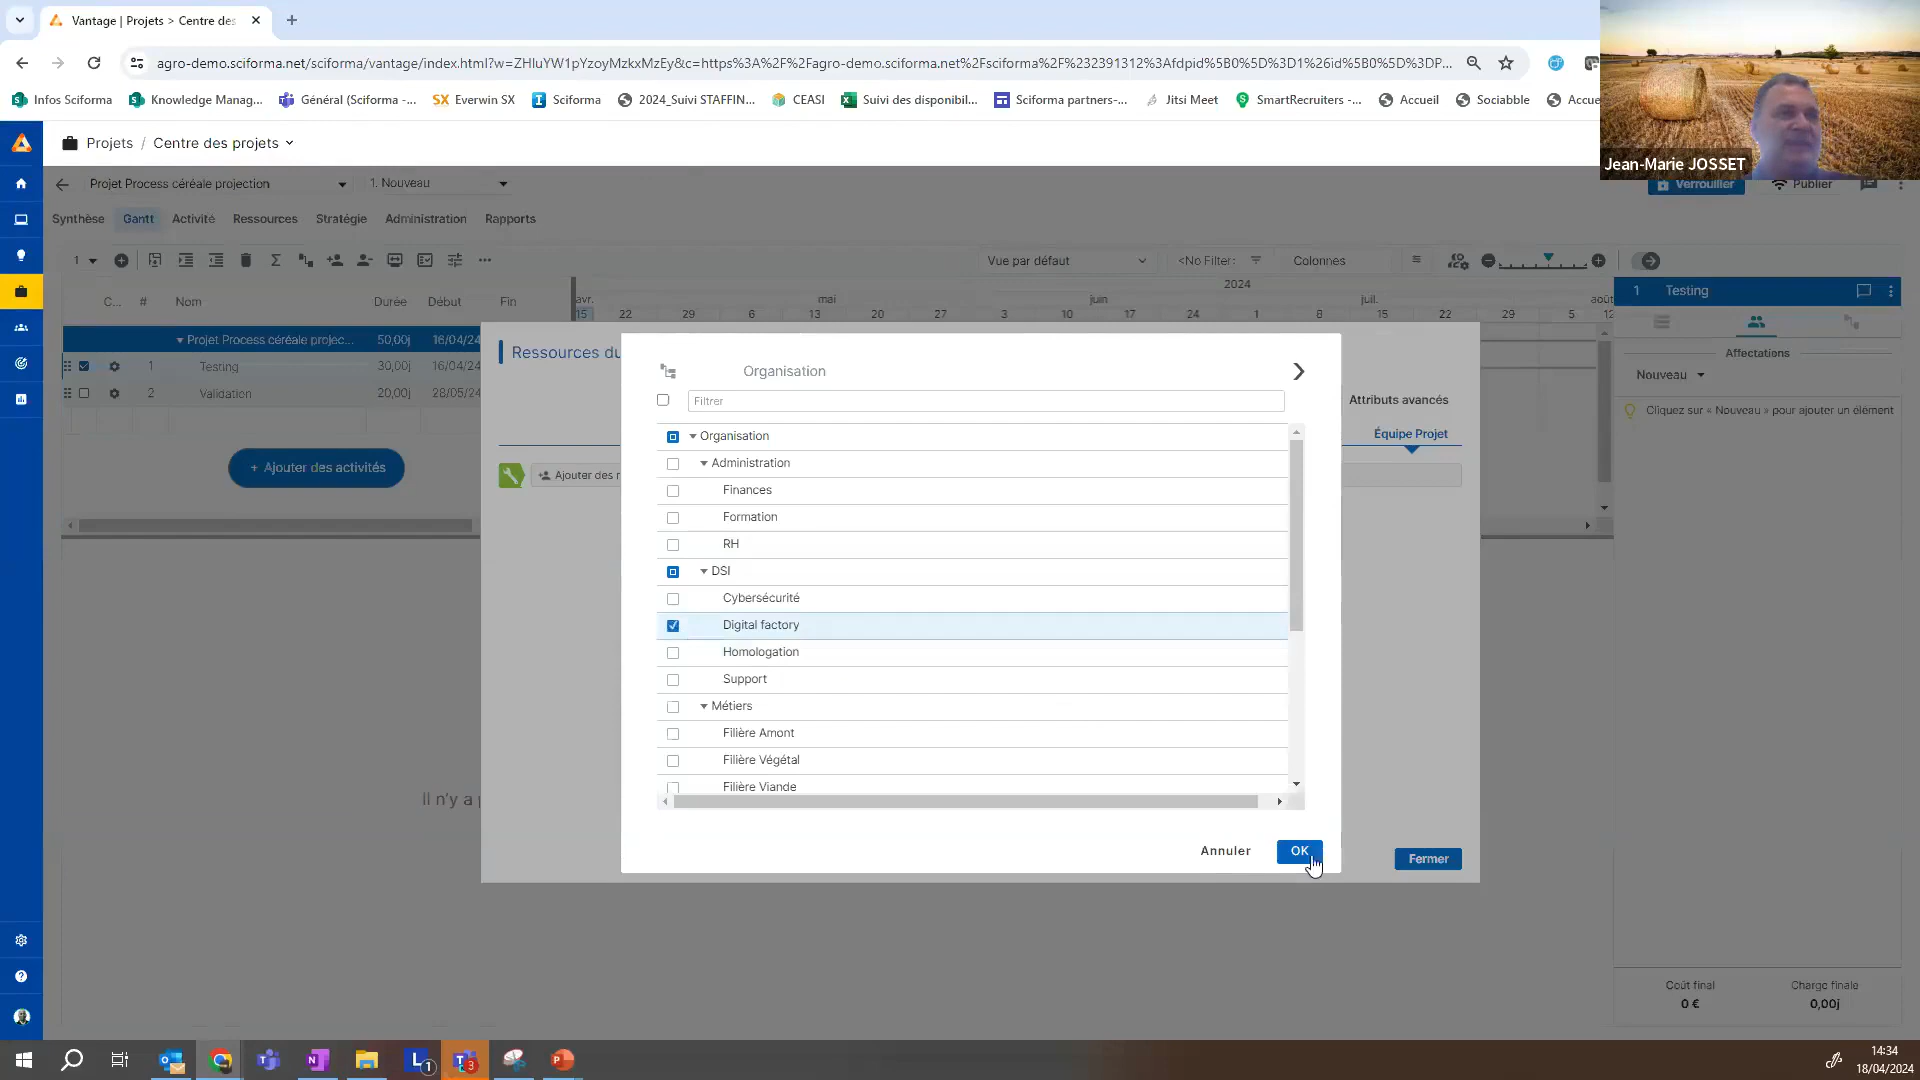 Vantage | Projets > Centre des
agro-demo.sciforma.net/sciforma/vantage/index.html?w=ZHIuYW1pYzoyMzkxMzEy&c=https%3A%2F%2Fagro-demo.sciforma.net%2Fsciforma%2F%232391312%3Afdpid%5B0%5D%3D1%26id%5B0%5D%3DP...
Infos Sciforma
Knowledge Manag...
Général (Sciforma -...
SX Everwin SX
Sciforma
2024_Suivi STAFFIN...
CEASI
Suivi des disponibil...
Sciforma partners-...
Jitsi Meet
SmartRecruiters -...
Accueil
Sociabble
Accue
Jean-Marie JOSSET
Projets / Centre des projets
Projet Process céréale projection
1. Nouveau
Verrouiller
Publier
Synthèse
Gantt
Activité
Ressources
Stratégie
Administration
Rapports
1
Vue par défaut
<No Filter:
Colonnes
C... # Nom Durée Début Fin
2024
avr. mai juin juil. août
15 22 29 6 13 20 27 3 10 17 24 1 8 15 22 29 5 12
1 Testing
Projet Process céréale projec... 50,00j 16/04/24
1 Testing 30,00j 16/04/24
2 Validation 20,00j 28/05/24
+ Ajouter des activités
Il n'y a p
Ressources du
Attributs avancés
Équipe Projet
Ajouter des r
Fermer
Organisation
Filtrer
Organisation
Administration
Finances
Formation
RH
DSI
Cybersécurité
Digital factory
Homologation
Support
Métiers
Filière Amont
Filière Végétal
Filière Viande
Annuler
OK
Affectations
Nouveau
Cliquez sur « Nouveau » pour ajouter un élément
Coût final
0 €
Charge finale
0,00j
14:34
18/04/2024